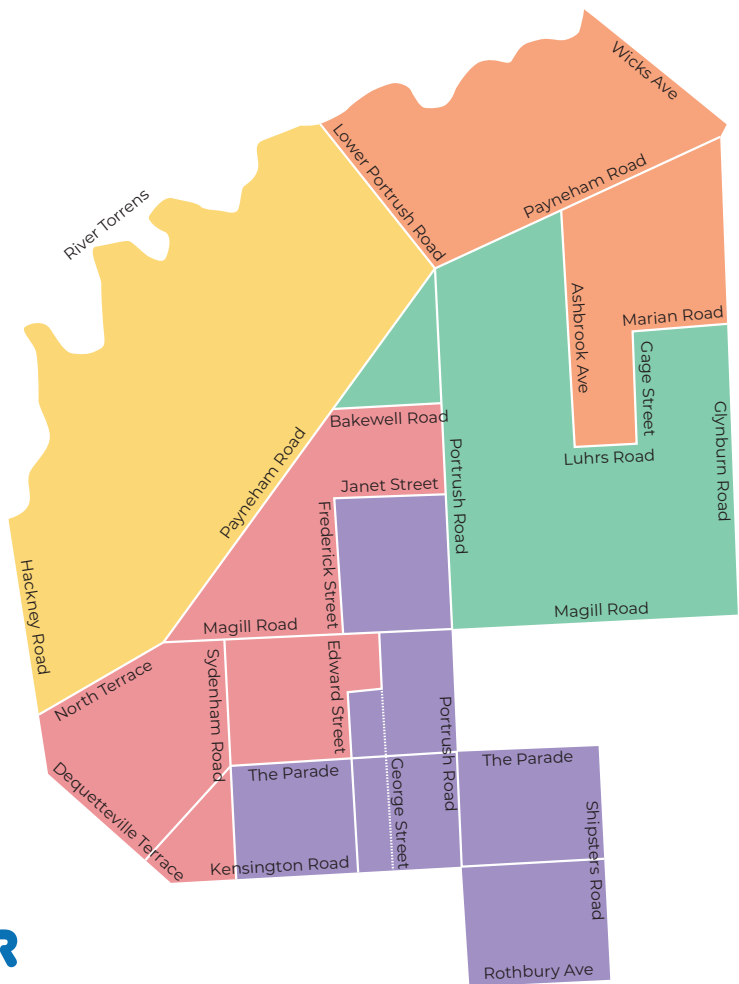 Wicks Ave
Lower Portrush Road
Payneham Road
River Torrens
Ashbrook Ave
Marian Road
Gage Street
Glynburn Road
Bakewell Road
Payneham Road
Portrush Road
Luhrs Road
Janet Street
Frederick Street
Hackney Road
Magill Road
Magill Road
North Terrace
Sydenham Road
Edward Street
Portrush Road
Dequetteville Terrace
The Parade
The Parade
George Street
Shipsters Road
Kensington Road
R
Rothbury Ave